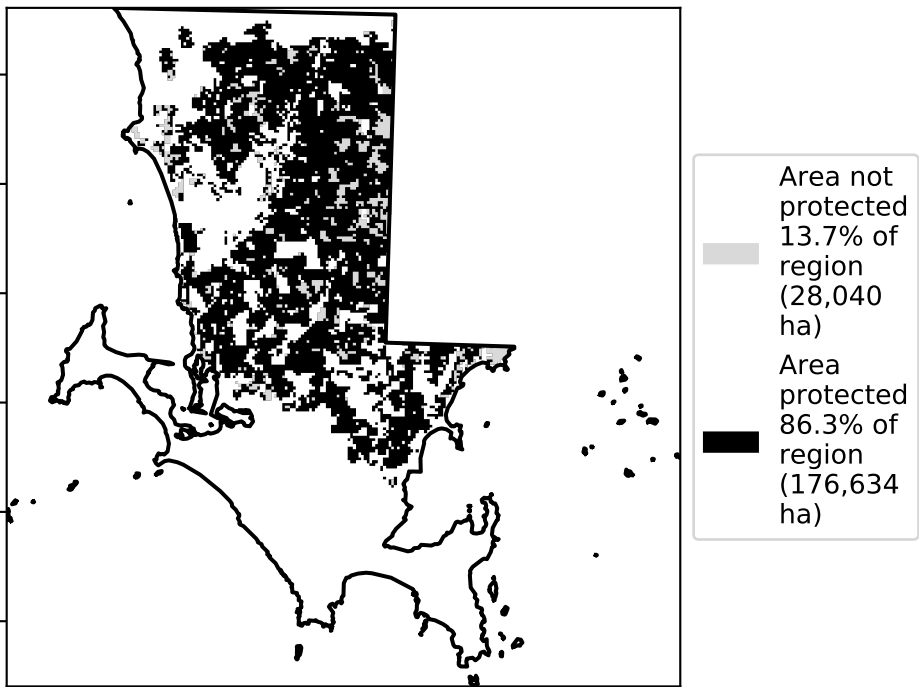 Area not
protected
13.7% of
region
(28,040
ha)
Area
protected
86.3% of
region
(176,634
ha)